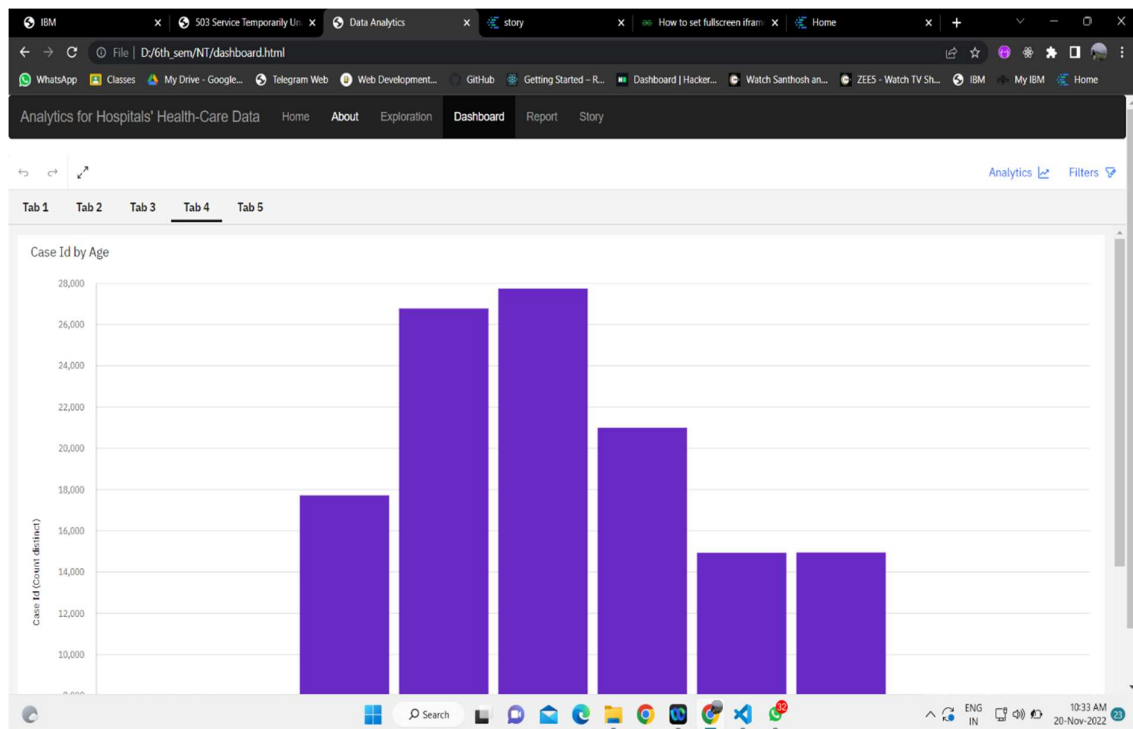 IBM
503 Service Temporarily Un
Data Analytics
story
How to set fullscreen ifram
Home
File | D:/6th_sem/NT/dashboard.html
WhatsApp
Classes
My Drive - Google...
Telegram Web
Web Development...
GitHub
Getting Started – R...
Dashboard | Hacker...
Watch Santhosh an...
ZEE5 - Watch TV Sh...
IBM
My IBM
Home
Analytics for Hospitals' Health-Care Data
Home
About
Exploration
Dashboard
Report
Story
Analytics
Filters
Tab 1
Tab 2
Tab 3
Tab 4
Tab 5
Case Id by Age
28,000
26,000
24,000
22,000
20,000
18,000
16,000
14,000
12,000
10,000
Case Id (Count distinct)
Search
32
ENG
IN
10:33 AM
20-Nov-2022
23